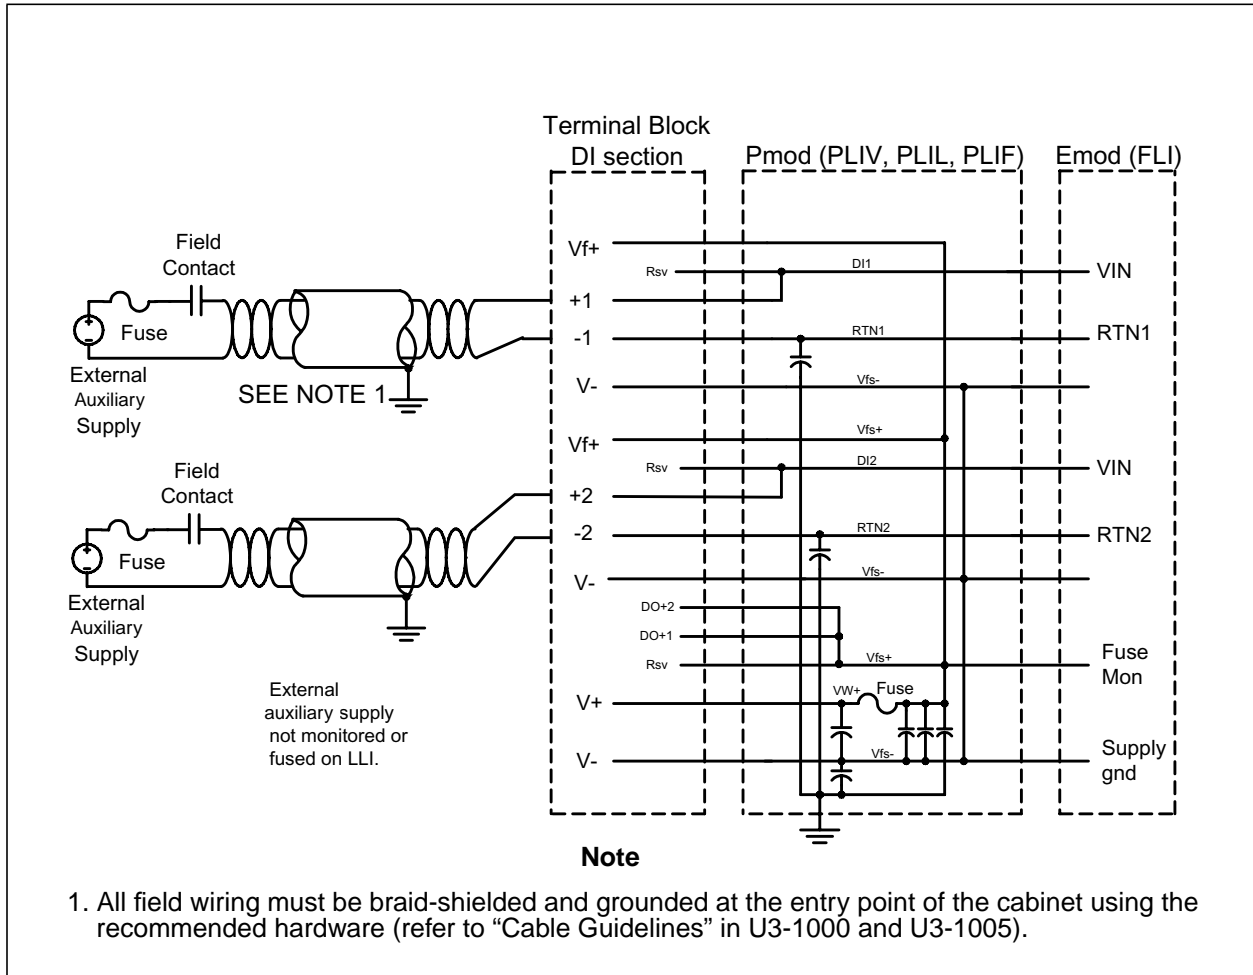 Terminal Block
DI section
Pmod (PLIV, PLIL, PLIF)
Emod (FLI)
Field
Contact
Fuse
External
Auxiliary
Supply
SEE NOTE 1
Field
Contact
Fuse
External
Auxiliary
Supply
External
auxiliary supply
not monitored or
fused on LLI.
Vf+
Rsv
DI1
VIN
+1
-1
RTN1
RTN1
V-
Vfs-
Vf+
Vfs+
Rsv
DI2
VIN
+2
-2
RTN2
RTN2
V-
Vfs-
DO+2
DO+1
Rsv
Vfs+
Fuse
Mon
V+
VW+
Fuse
V-
Vfs-
Supply
gnd
Note
1. All field wiring must be braid-shielded and grounded at the entry point of the cabinet using the
recommended hardware (refer to “Cable Guidelines” in U3-1000 and U3-1005).